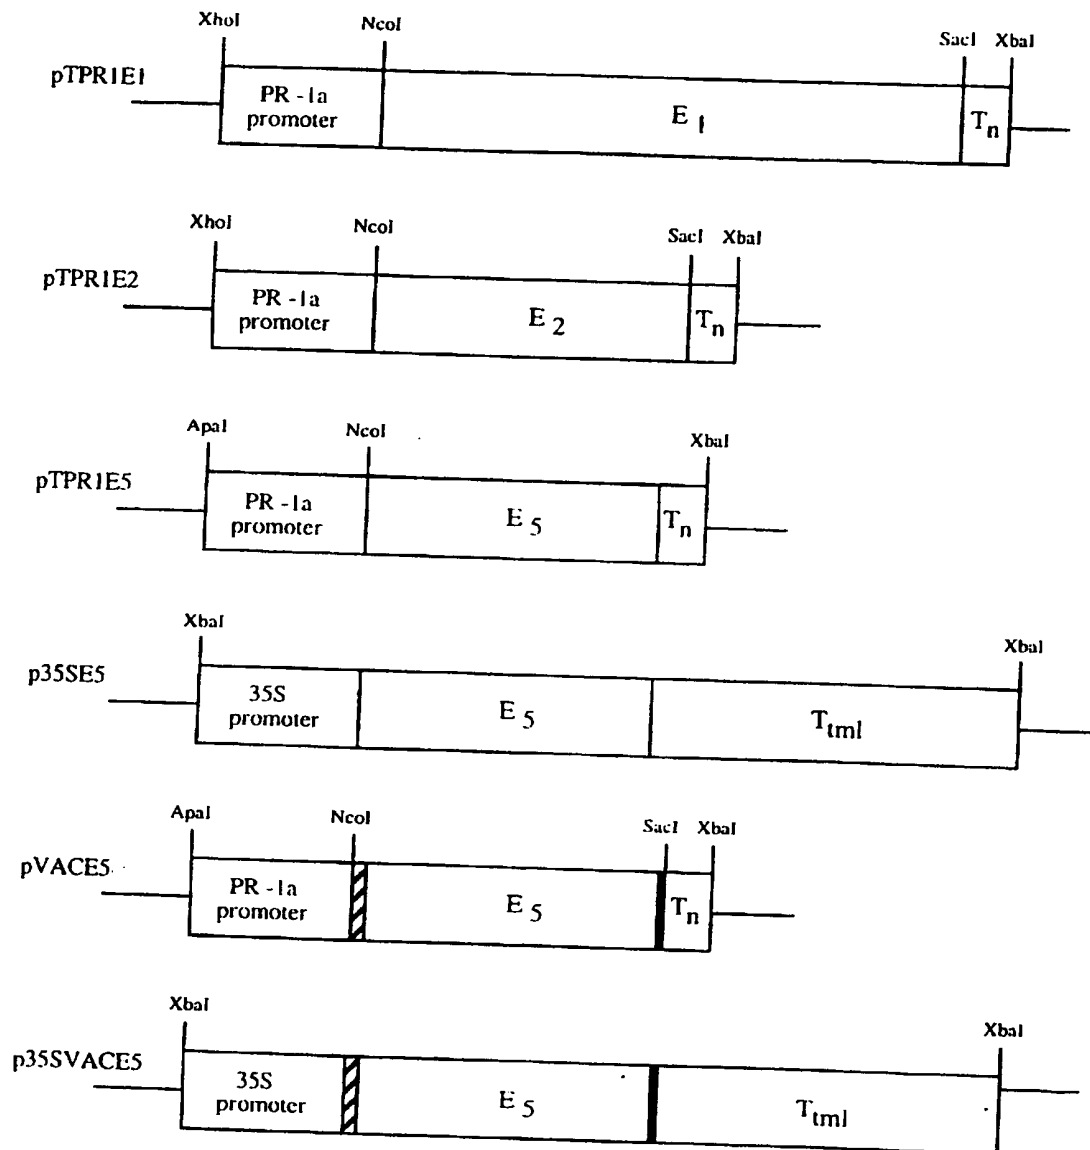 XhoI NcoI SacI XbaI
pTPR1E1
PR -1a
promoter
E1
Tn
XhoI NcoI SacI XbaI
pTPR1E2
PR -1a
promoter
E2
Tn
ApaI NcoI XbaI
pTPR1E5
PR -1a
promoter
E5
Tn
XbaI XbaI
p35SE5
35S
promoter
E5
Ttml
ApaI NcoI SacI XbaI
pVACE5
PR -1a
promoter
E5
Tn
XbaI XbaI
p35SVACE5
35S
promoter
E5
Ttml